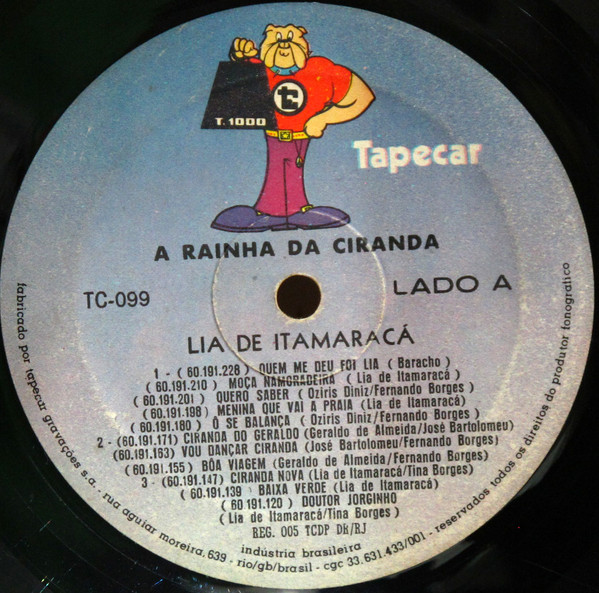 T.1000
tc
Tapecar
A RAINHA DA CIRANDA
TC-099
LADO A
LIA DE ITAMARACÁ
1 - (60.191.228) QUEM ME DEU FOI LIA (Baracho)
(60.191.210) MOÇA NAMORADEIRA (Lia de Itamaracá)
(60.191.201) QUERO SABER (Oziris Diniz/Fernando Borges)
(60.191.198) MENINA QUE VAI A PRAIA (Lia de Itamaracá)
(60.191.180) Ô SE BALANÇA (Oziris Diniz/Fernando Borges)
2 - (60.191.171) CIRANDA DO GERALDO (Geraldo de Almeida/José Bartolomeu)
(60.191.163) VOU DANÇAR CIRANDA (José Bartolomeu/Fernando Borges)
(60.191.155) BÔA VIAGEM (Geraldo de Almeida/Fernando Borges)
3 - (60.191.147) CIRANDA NOVA (Lia de Itamaracá/Tina Borges)
(60.191.139) BAIXA VERDE (Lia de Itamaracá)
(60.191.120) DOUTOR JORGINHO
(Lia de Itamaracá/Tina Borges)
REG. 005 TCDP DR/RJ
indústria brasileira
fabricado por tapecar gravações s.a. - rua aguiar moreira, 639 - rio/gb/brasil - cgc 33.631.433/001 - reservados todos os direitos do produtor fonografico